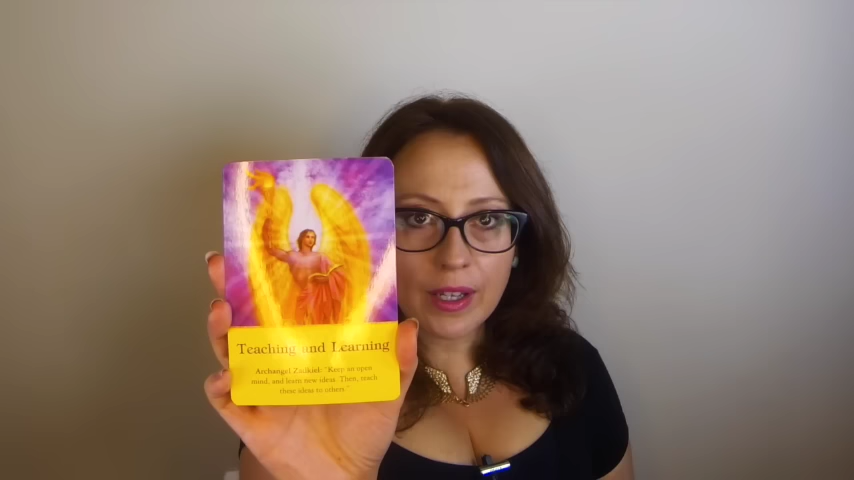 Teaching and Learning
Archangel Zadkiel: "Keep an open
mind, and learn new ideas. Then, teach
these ideas to others."